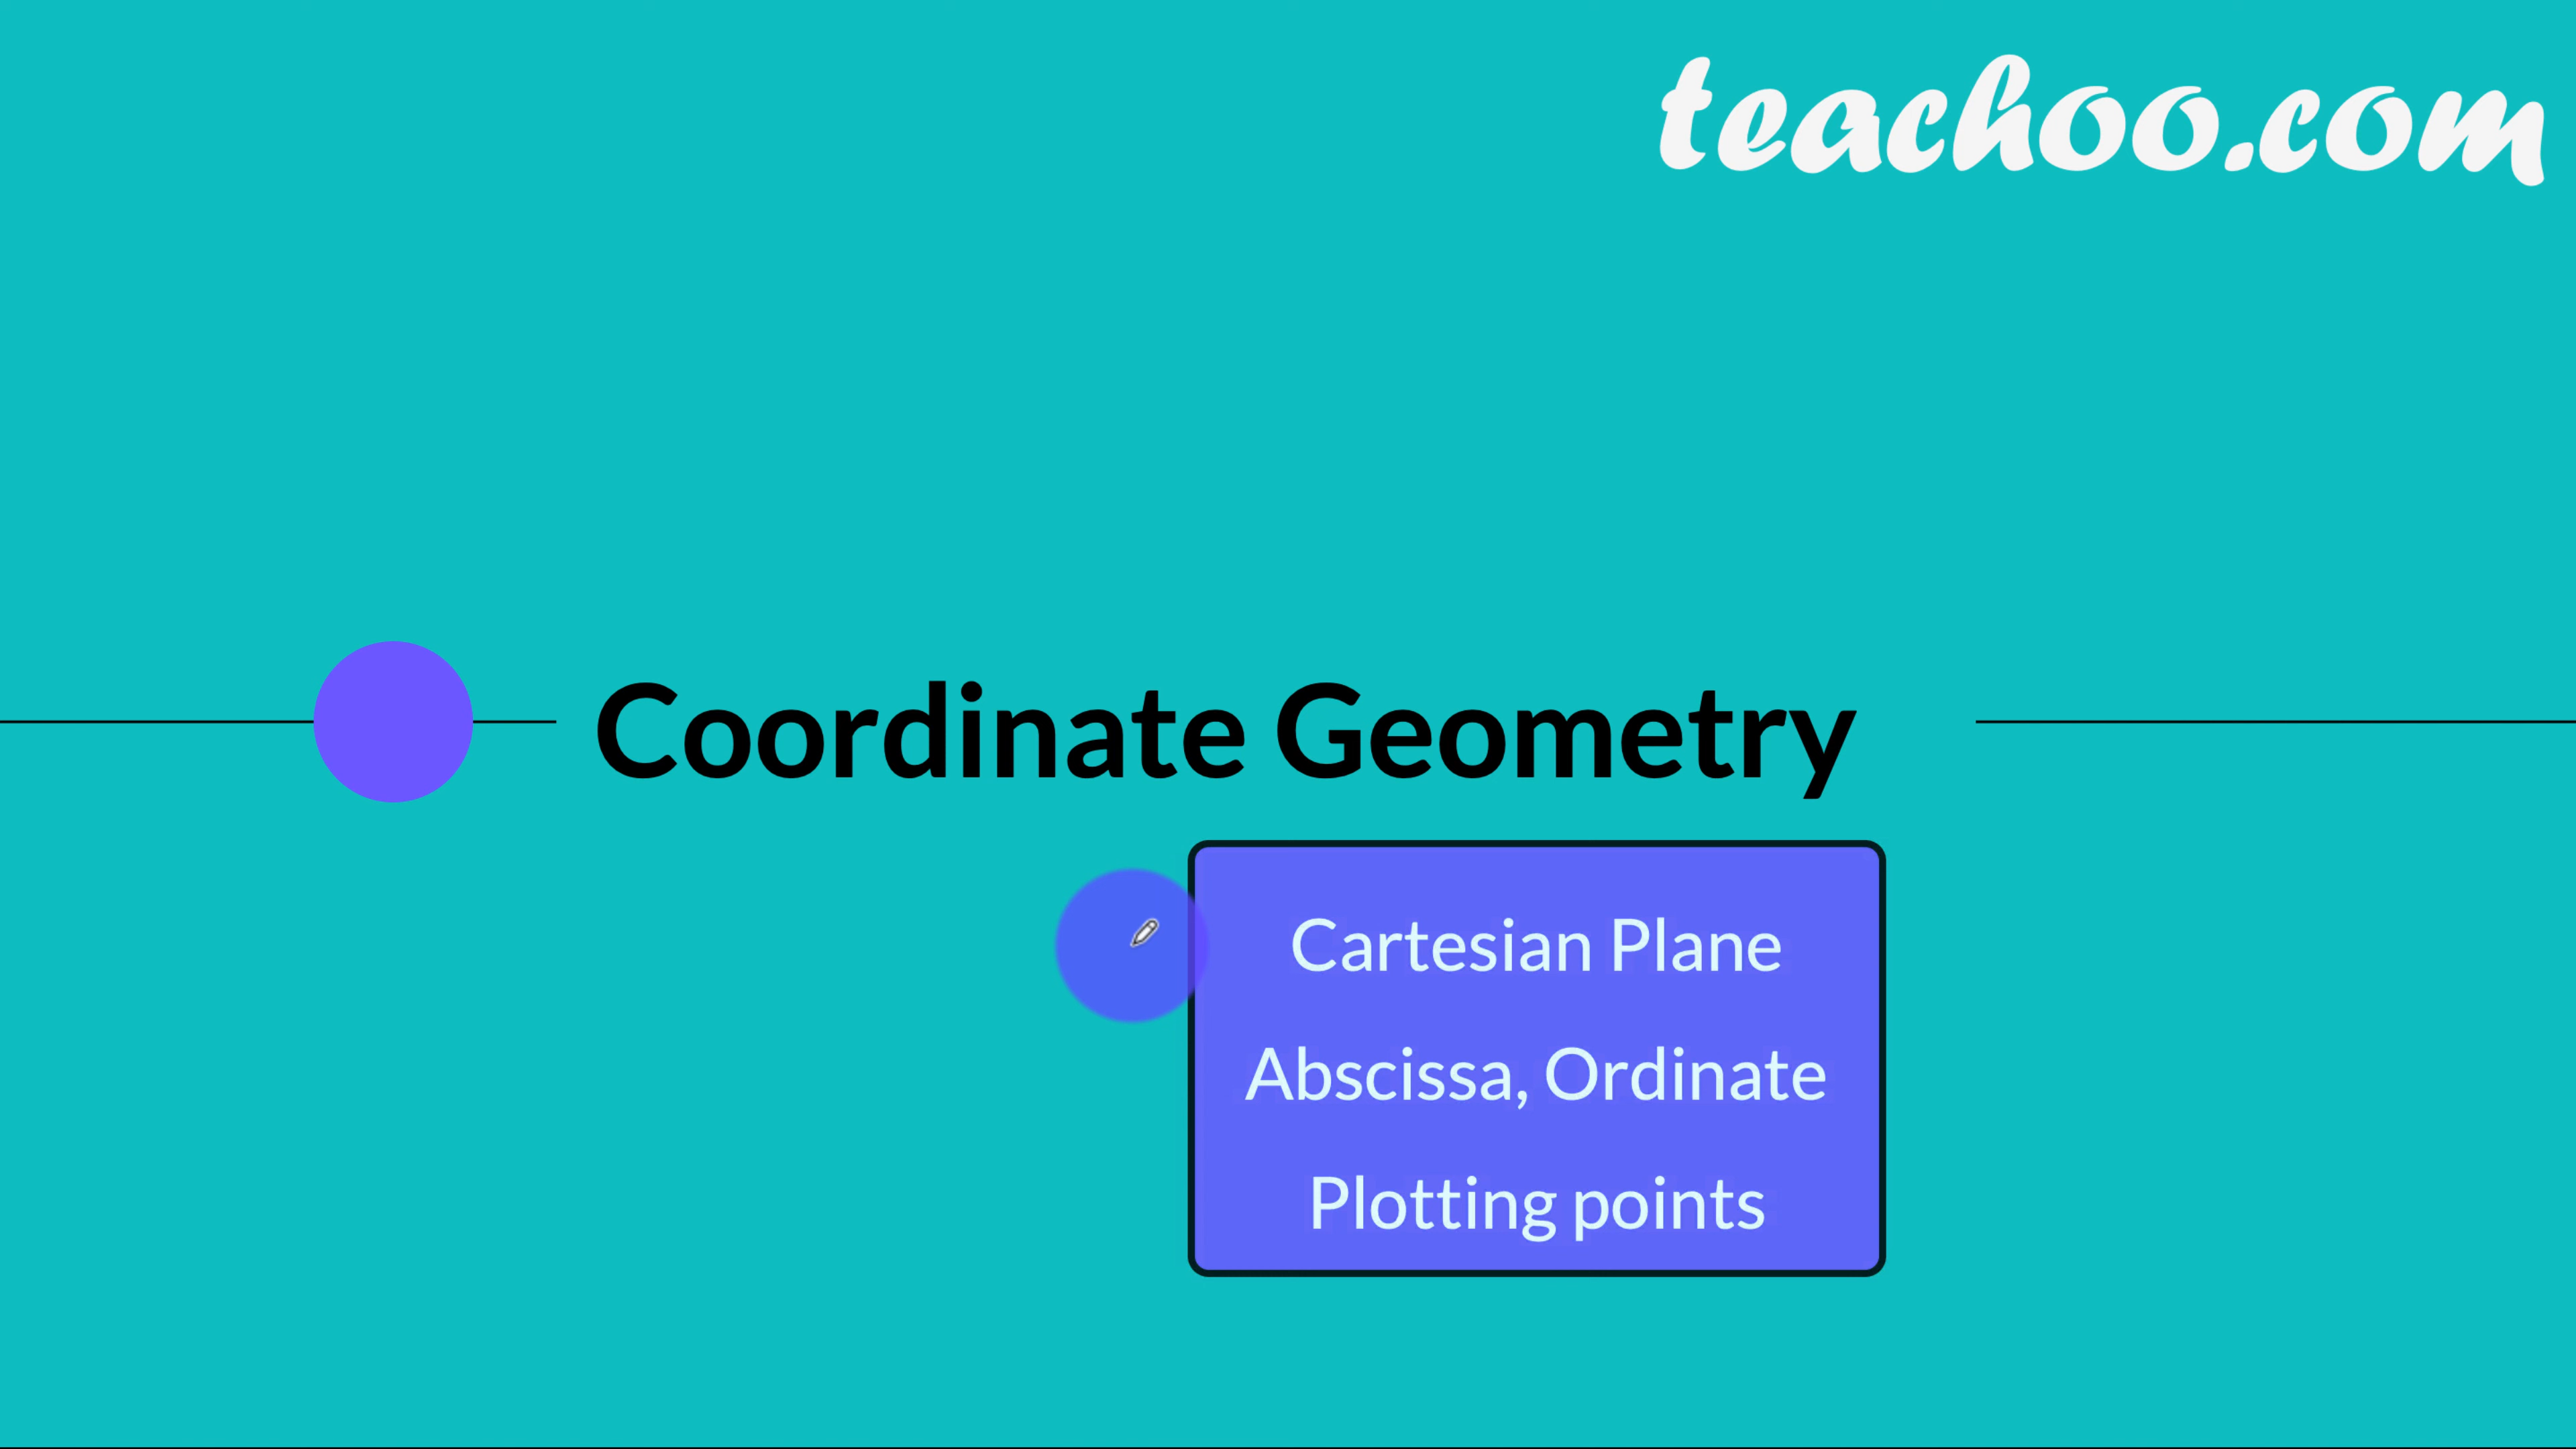 teachoo.com
Coordinate Geometry
Cartesian Plane
Abscissa, Ordinate
Plotting points